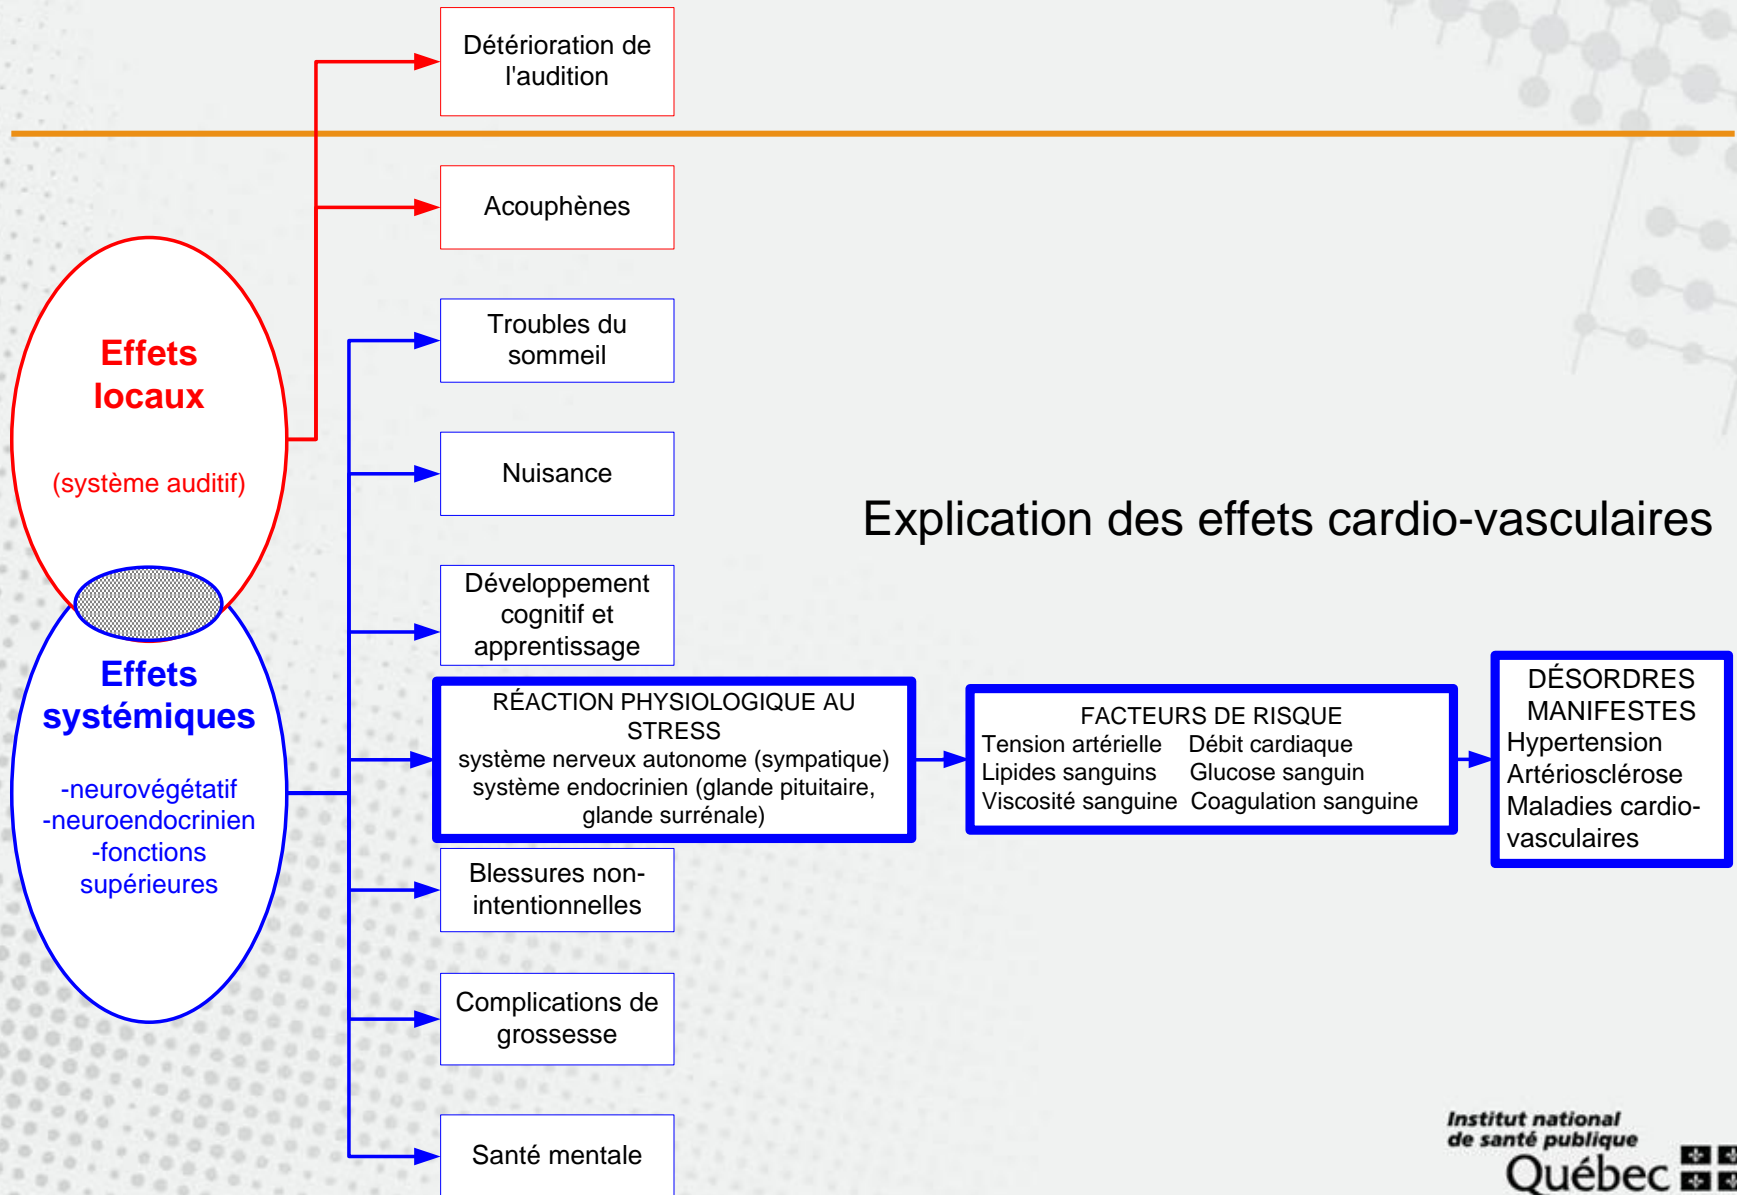 Détérioration de
l'audition
Acouphènes
Effets
locaux
(système auditif)
Troubles du
sommeil
Nuisance
Explication des effets cardio-vasculaires
Développement
cognitif et
apprentissage
Effets
systémiques
-neurovégétatif
-neuroendocrinien
-fonctions
supérieures
RÉACTION PHYSIOLOGIQUE AU
STRESS
système nerveux autonome (sympatique)
système endocrinien (glande pituitaire,
glande surrénale)
FACTEURS DE RISQUE
Tension artérielle Débit cardiaque
Lipides sanguins Glucose sanguin
Viscosité sanguine Coagulation sanguine
DÉSORDRES
MANIFESTES
Hypertension
Artériosclérose
Maladies cardio-
vasculaires
Blessures non-
intentionnelles
Complications de
grossesse
Santé mentale
Institut national
de santé publique
Québec